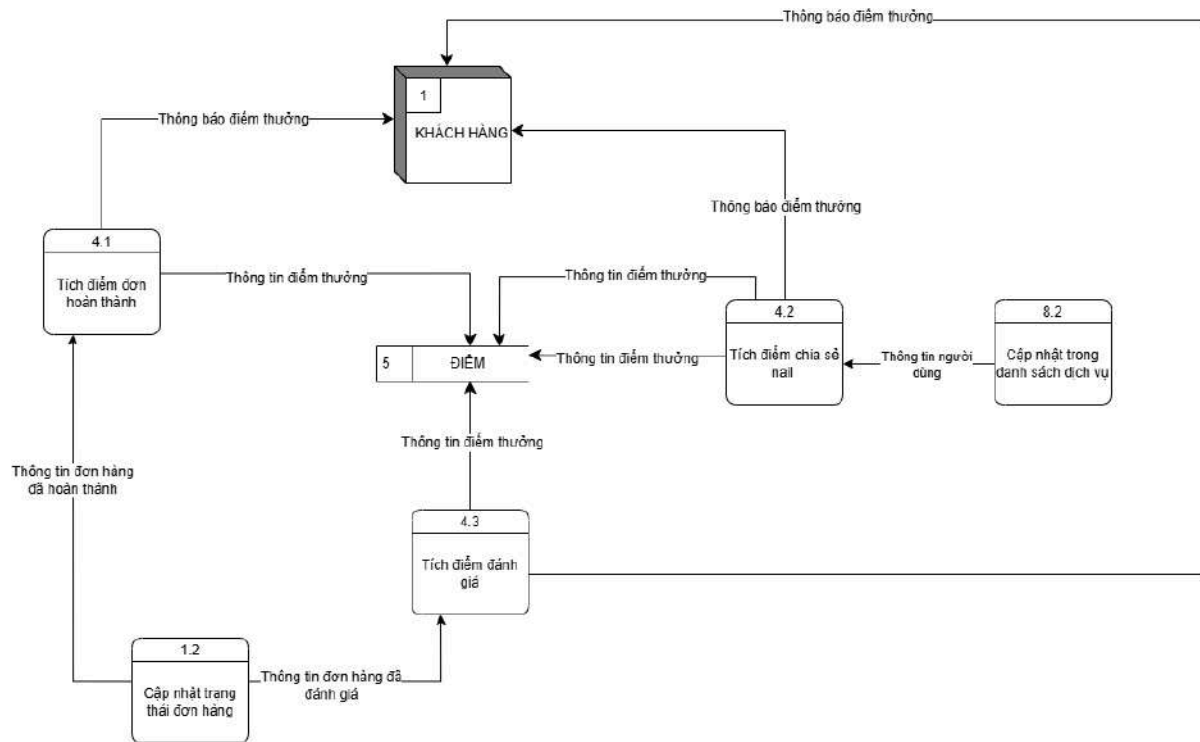 Thông báo điểm thưởng
1
KHÁCH HÀNG
Thông báo điểm thưởng
Thông báo điểm thưởng
4.1
Tích điểm đơn
hoàn thành
Thông tin điểm thưởng
Thông tin điểm thưởng
4.2
Tích điểm chia sẻ
nail
8.2
Cập nhật trong
danh sách dịch vụ
5
ĐIỂM
Thông tin điểm thưởng
Thông tin người
dùng
Thông tin điểm thưởng
Thông tin đơn hàng
đã hoàn thành
4.3
Tích điểm đánh
giá
1.2
Cập nhật trạng
thái đơn hàng
Thông tin đơn hàng đã
đánh giá